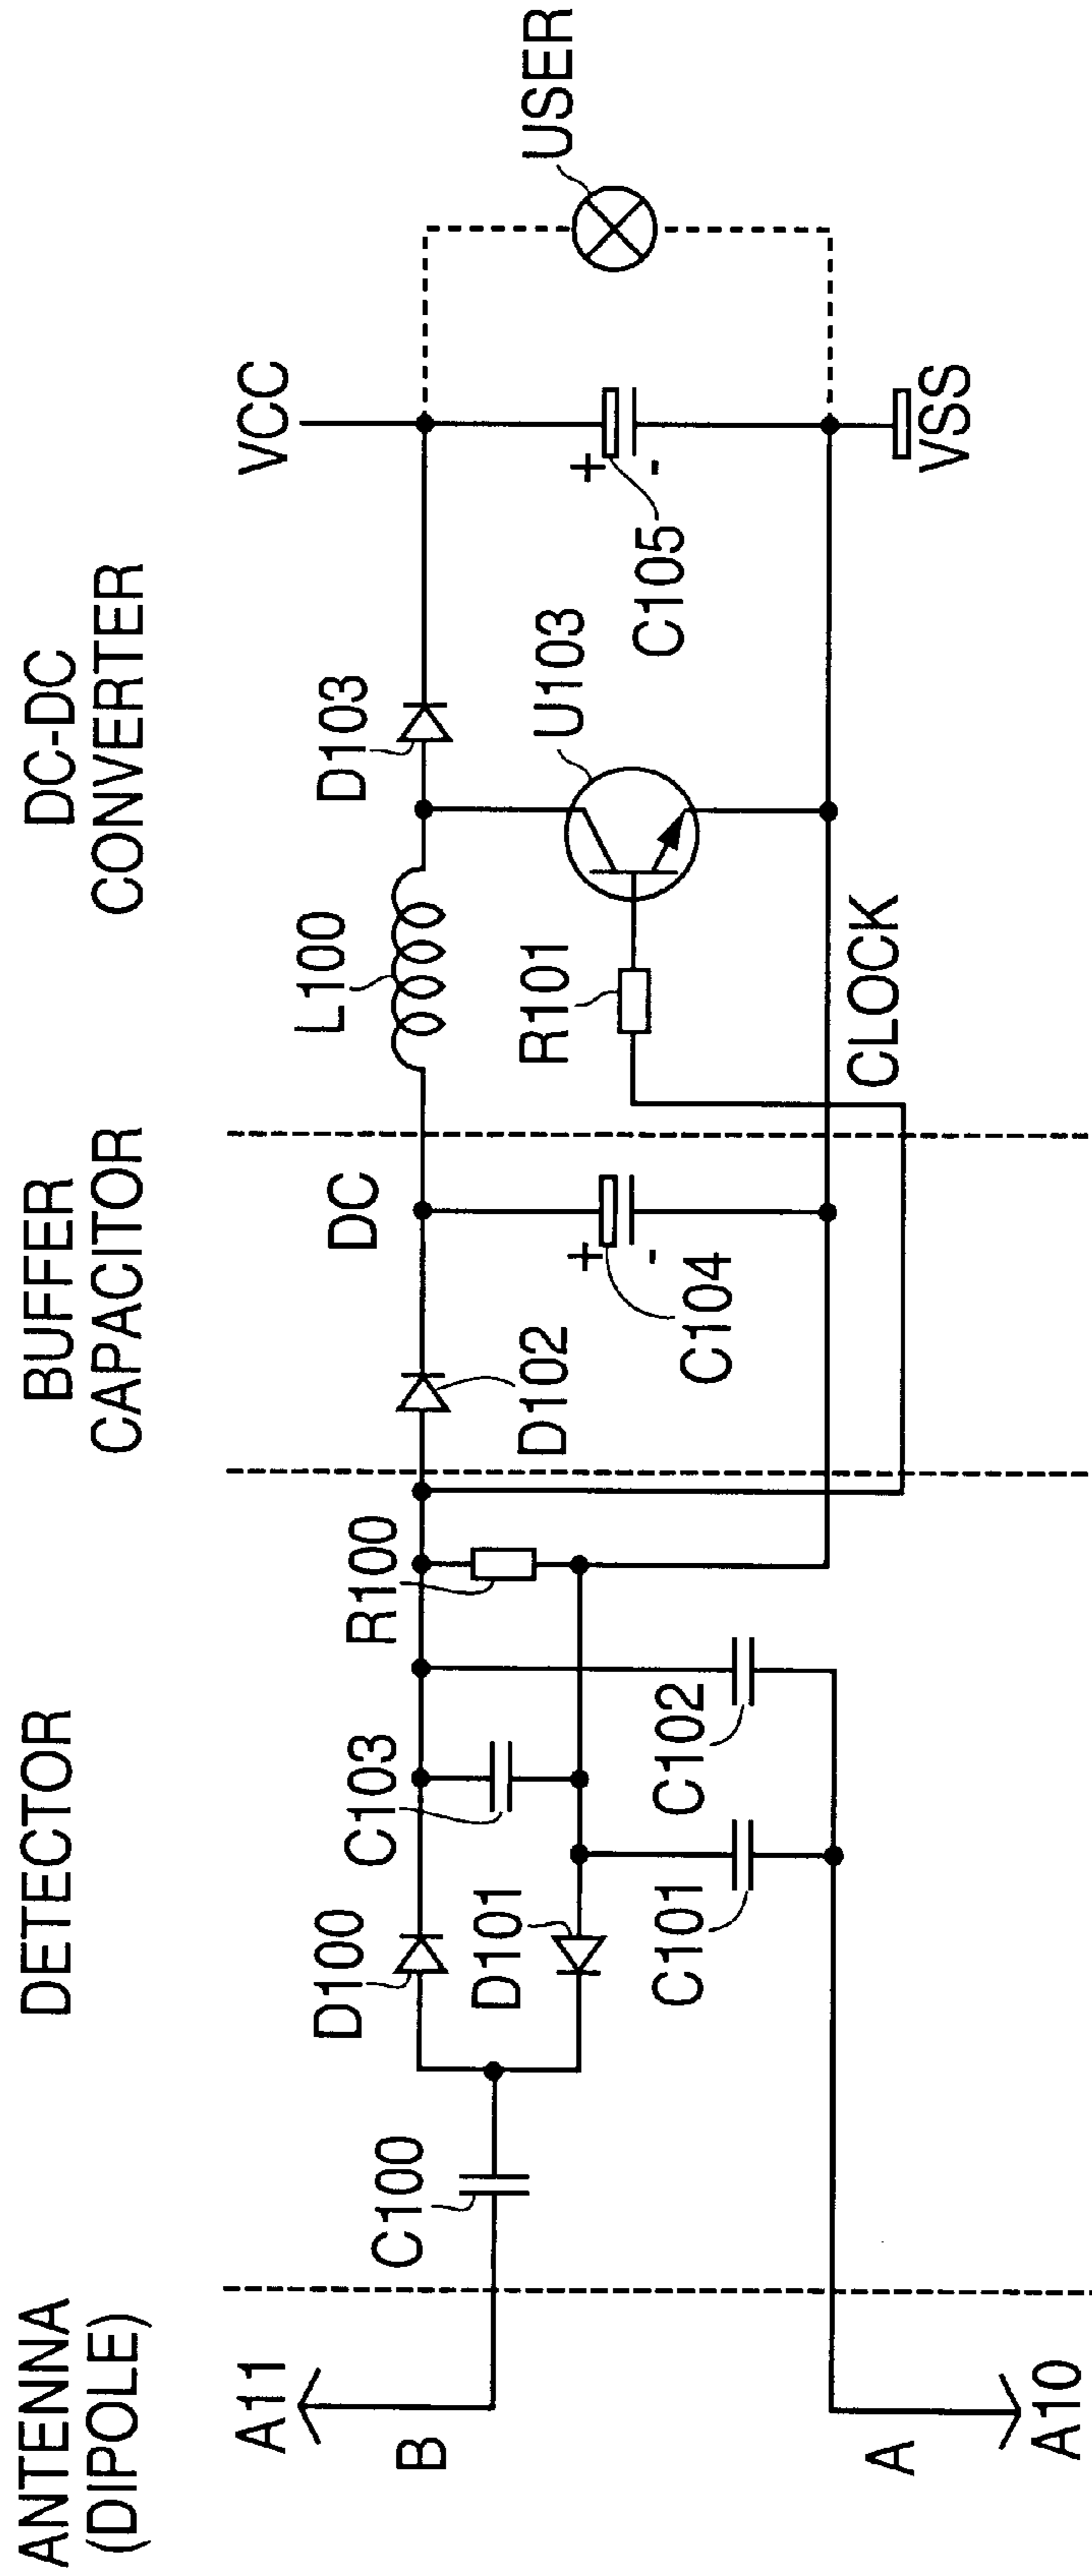 ANTENNA
(DIPOLE)
DETECTOR
BUFFER
CAPACITOR
DC-DC
CONVERTER
A11
B
A
A10
C100
D100
D101
C103
C101
C102
R100
D102
DC
C104
L100
R101
CLOCK
D103
U103
VCC
+
-
C105
+
-
VSS
USER